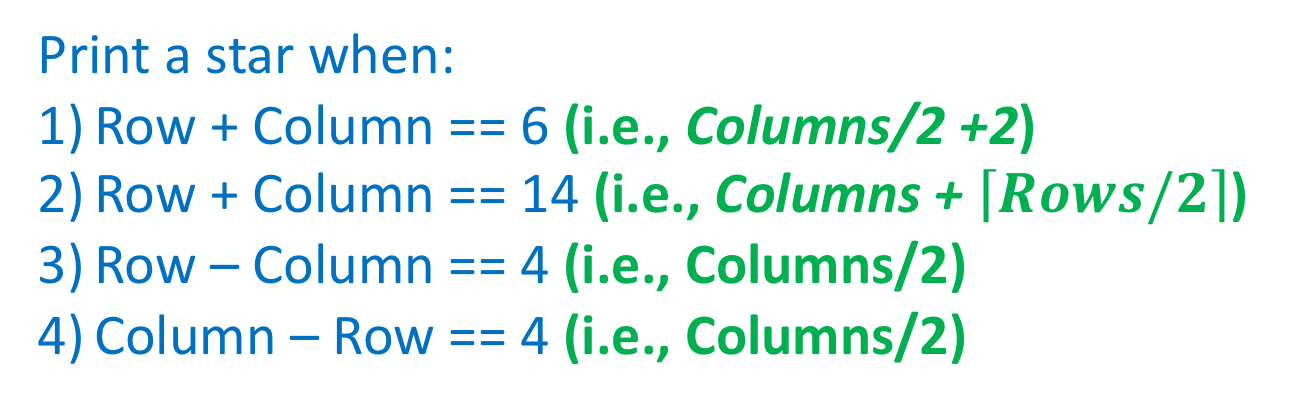 Print a star when:
1) Row + Column == 6 (i.e., Columns/2 +2)
2) Row + Column == 14 (i.e., Columns + ⌈Rows/2⌉)
3) Row – Column == 4 (i.e., Columns/2)
4) Column – Row == 4 (i.e., Columns/2)